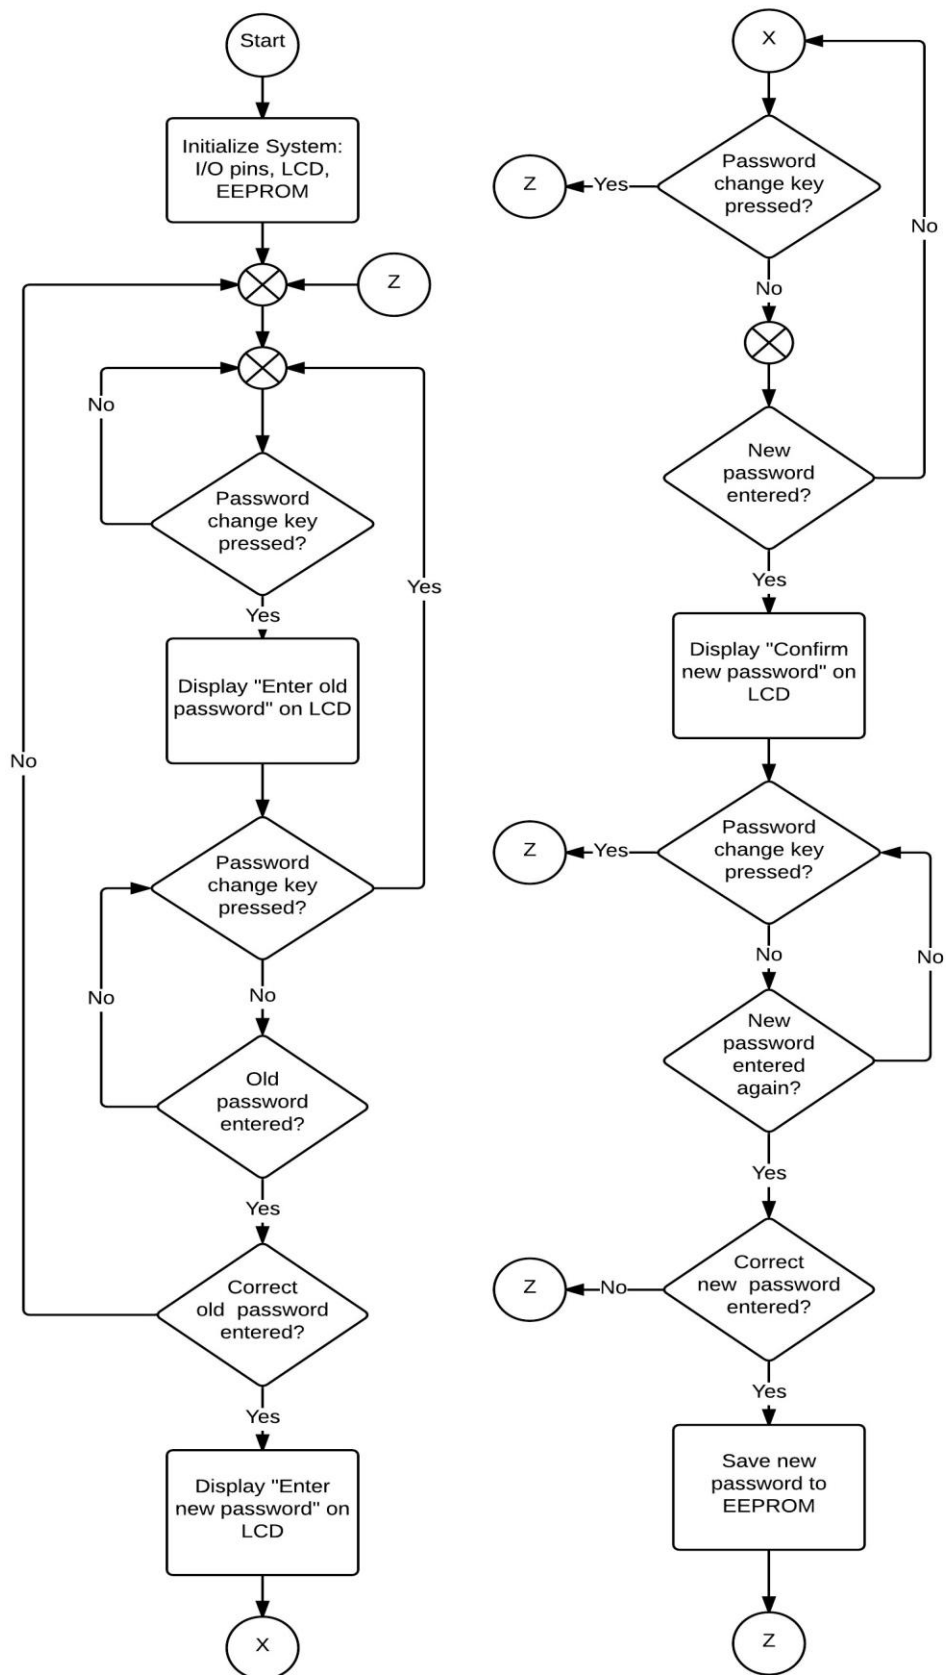 Start
Initialize System:
I/O pins, LCD,
EEPROM
Z
No
Password
change key
pressed?
Yes
Yes
Display "Enter old
password" on LCD
No
Password
change key
pressed?
No
No
Old
password
entered?
Yes
Correct
old password
entered?
Yes
Display "Enter
new password" on
LCD
X
X
Password
change key
pressed?
Yes
Z
No
No
New
password
entered?
Yes
Display "Confirm
new password" on
LCD
Password
change key
pressed?
Yes
Z
No
No
New
password
entered
again?
Yes
Correct
new password
entered?
No
Z
Yes
Save new
password to
EEPROM
Z